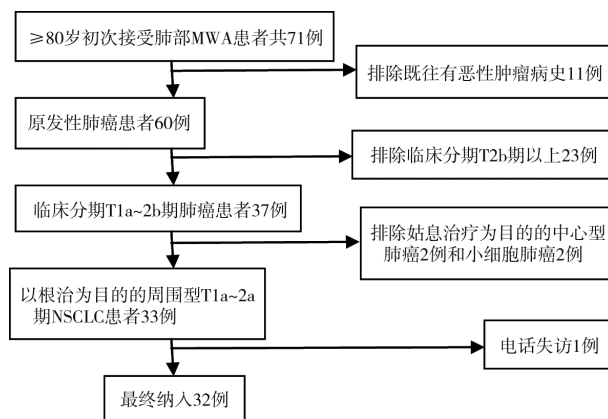 ≥80岁初次接受肺部MWA患者共71例
排除既往有恶性肿瘤病史11例
原发性肺癌患者60例
排除临床分期T2b期以上23例
临床分期T1a~2b期肺癌患者37例
排除姑息治疗为目的的中心型
肺癌2例和小细胞肺癌2例
以根治为目的的周围型T1a~2a
期NSCLC患者33例
电话失访1例
最终纳入32例